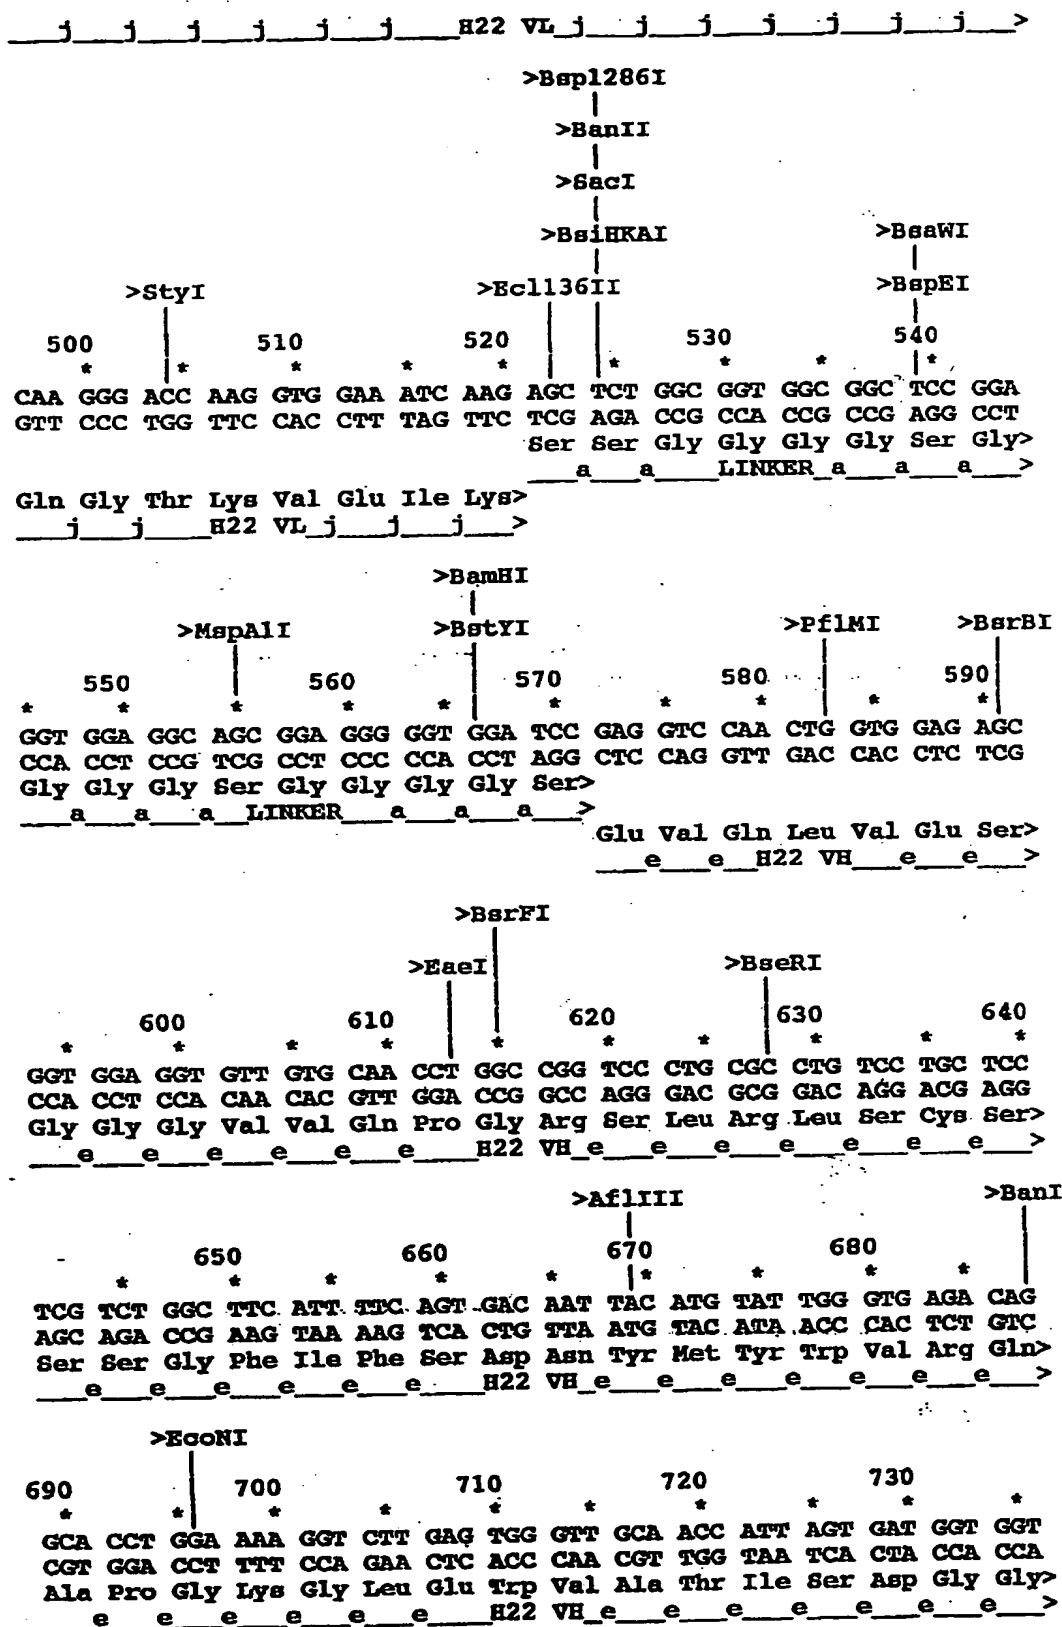 ___j___j___j___j___j___j____H22 VL_j___j___j___j___j___j___j___>
>Bsp1286I
>BanII
>SacI
>BsiHKAI >BsaWI
>StyI >Ecl136II >BspEI
500 510 520 530 540
* * * * * * * * *
CAA GGG ACC AAG GTG GAA ATC AAG AGC TCT GGC GGT GGC GGC TCC GGA
GTT CCC TGG TTC CAC CTT TAG TTC TCG AGA CCG CCA CCG CCG AGG CCT
Ser Ser Gly Gly Gly Gly Ser Gly>
___a___a____LINKER_a___a___a___>
Gln Gly Thr Lys Val Glu Ile Lys>
___j___j____H22 VL_j___j___j___>
>BamHI
>MspA1I >BstYI >PflMI >BsrBI
550 560 570 580 590
* * * * * * * * * *
GGT GGA GGC AGC GGA GGG GGT GGA TCC GAG GTC CAA CTG GTG GAG AGC
CCA CCT CCG TCG CCT CCC CCA CCT AGG CTC CAG GTT GAC CAC CTC TCG
Gly Gly Gly Ser Gly Gly Gly Gly Ser>
___a___a___a__LINKER___a___a___a___>
Glu Val Gln Leu Val Glu Ser>
___e___e__H22 VH___e___e___>
>BsrFI
>EaeI >BseRI
600 610 620 630 640
* * * * * * * * * *
GGT GGA GGT GTT GTG CAA CCT GGC CGG TCC CTG CGC CTG TCC TGC TCC
CCA CCT CCA CAA CAC GTT GGA CCG GCC AGG GAC GCG GAC AGG ACG AGG
Gly Gly Gly Val Val Gln Pro Gly Arg Ser Leu Arg Leu Ser Cys Ser>
___e___e___e___e___e___e____H22 VH_e___e___e___e___e___e___e___>
>AflIII >BanI
650 660 670 680
* * * * * * * * *
TCG TCT GGC TTC ATT TTC AGT GAC AAT TAC ATG TAT TGG GTG AGA CAG
AGC AGA CCG AAG TAA AAG TCA CTG TTA ATG TAC ATA ACC CAC TCT GTC
Ser Ser Gly Phe Ile Phe Ser Asp Asn Tyr Met Tyr Trp Val Arg Gln>
___e___e___e___e___e___e____H22 VH_e___e___e___e___e___e___e___>
>EcoNI
690 700 710 720 730
* * * * * * * * * *
GCA CCT GGA AAA GGT CTT GAG TGG GTT GCA ACC ATT AGT GAT GGT GGT
CGT GGA CCT TTT CCA GAA CTC ACC CAA CGT TGG TAA TCA CTA CCA CCA
Ala Pro Gly Lys Gly Leu Glu Trp Val Ala Thr Ile Ser Asp Gly Gly>
___e___e___e___e___e___e____H22 VH_e___e___e___e___e___e___e___>